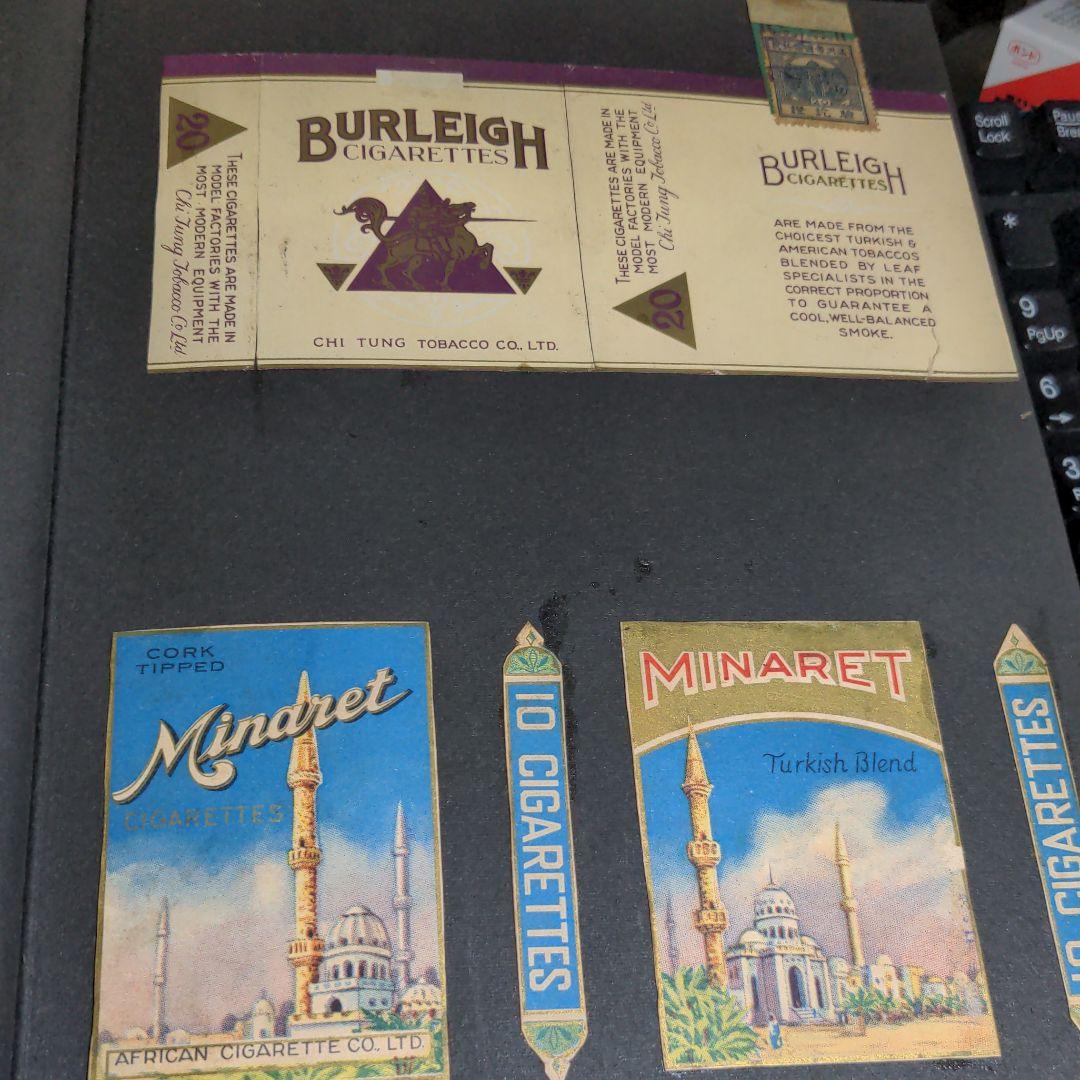 20
THESE CIGARETTES ARE MADE IN
MODEL FACTORIES WITH THE
MOST MODERN EQUIPMENT
Chi Tung Tobacco Co Ltd
BURLEIGH
CIGARETTES
CHI TUNG TOBACCO CO., LTD.
THESE CIGARETTES ARE MADE IN
MODEL FACTORIES WITH THE
MOST MODERN EQUIPMENT
Chi Tung Tobacco Co Ltd
20
BURLEIGH
CIGARETTES
ARE MADE FROM THE
CHOICEST TURKISH &
AMERICAN TOBACCOS
BLENDED BY LEAF
SPECIALISTS IN THE
CORRECT PROPORTION
TO GUARANTEE A
COOL, WELL-BALANCED
SMOKE.
ボンド
Scroll
Lock
*
9
PgUp
6
→
3
CORK
TIPPED
Minaret
CIGARETTES
AFRICAN CIGARETTE CO., LTD.
10 CIGARETTES
MINARET
Turkish Blend
10 CIGARETTES